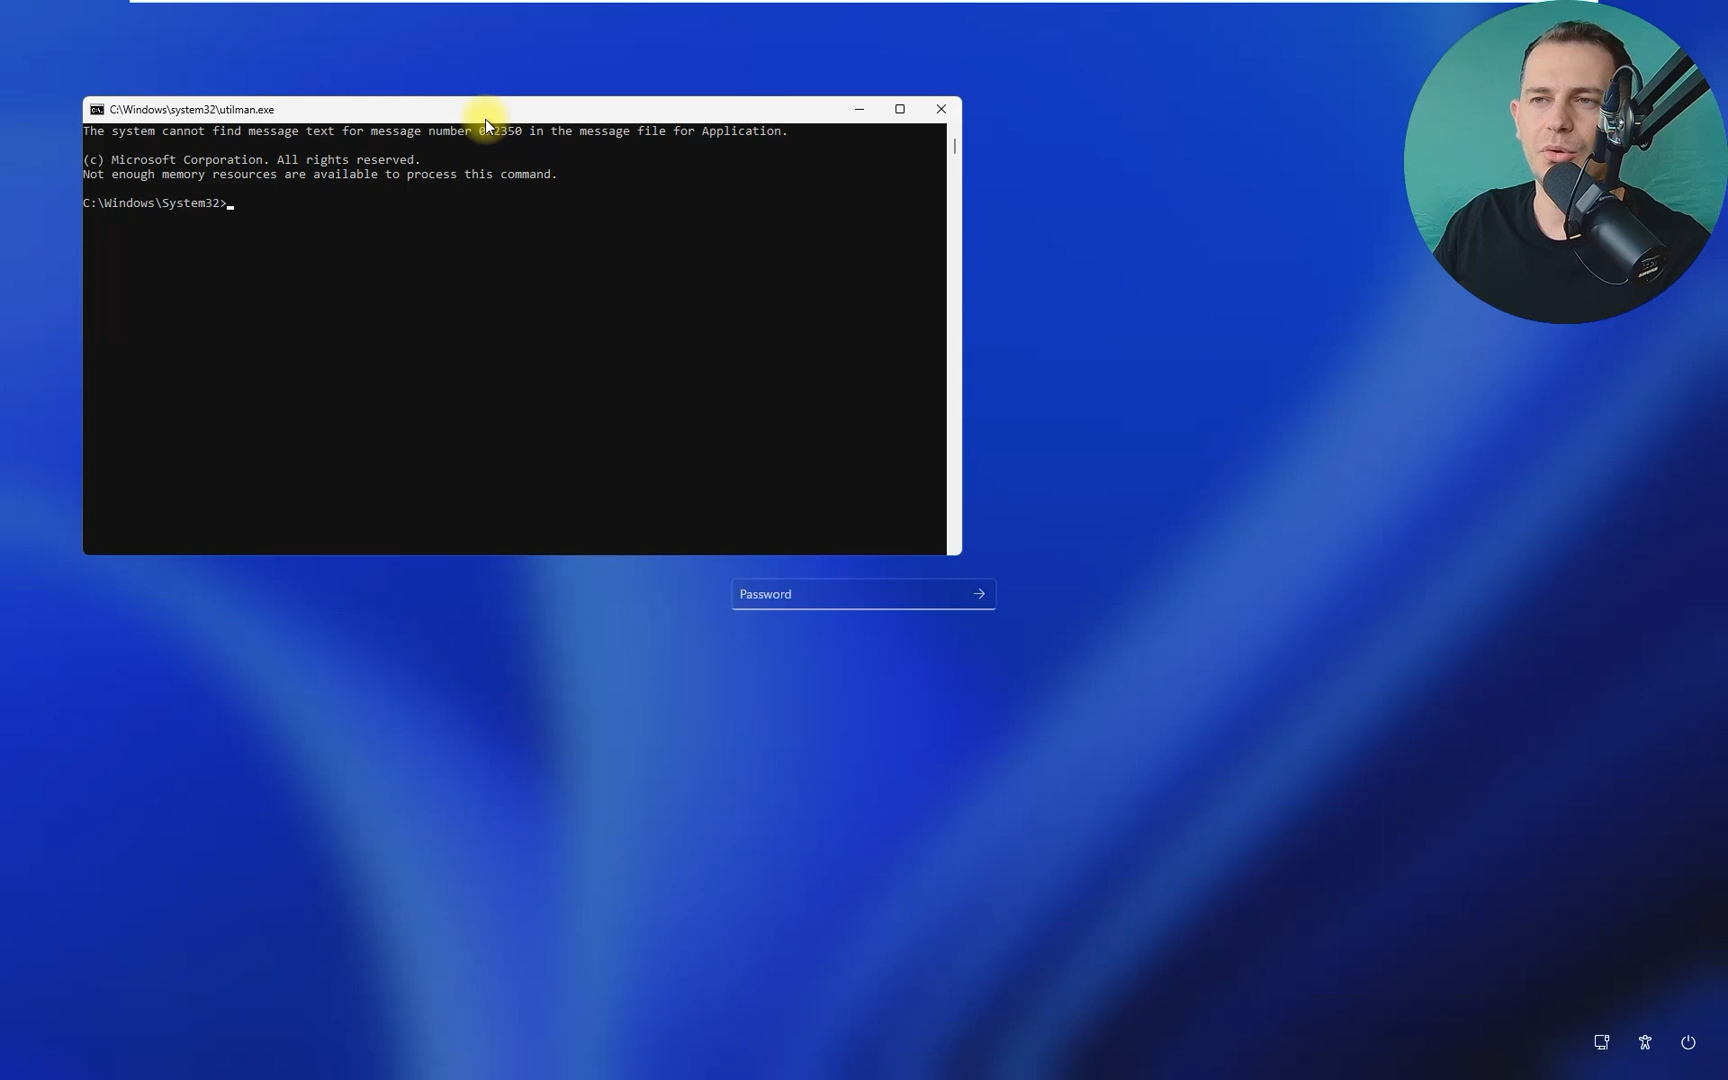 C:\Windows\system32\utilman.exe
The system cannot find message text for message number 0x2350 in the message file for Application.
(c) Microsoft Corporation. All rights reserved.
Not enough memory resources are available to process this command.
C:\Windows\System32>
Password